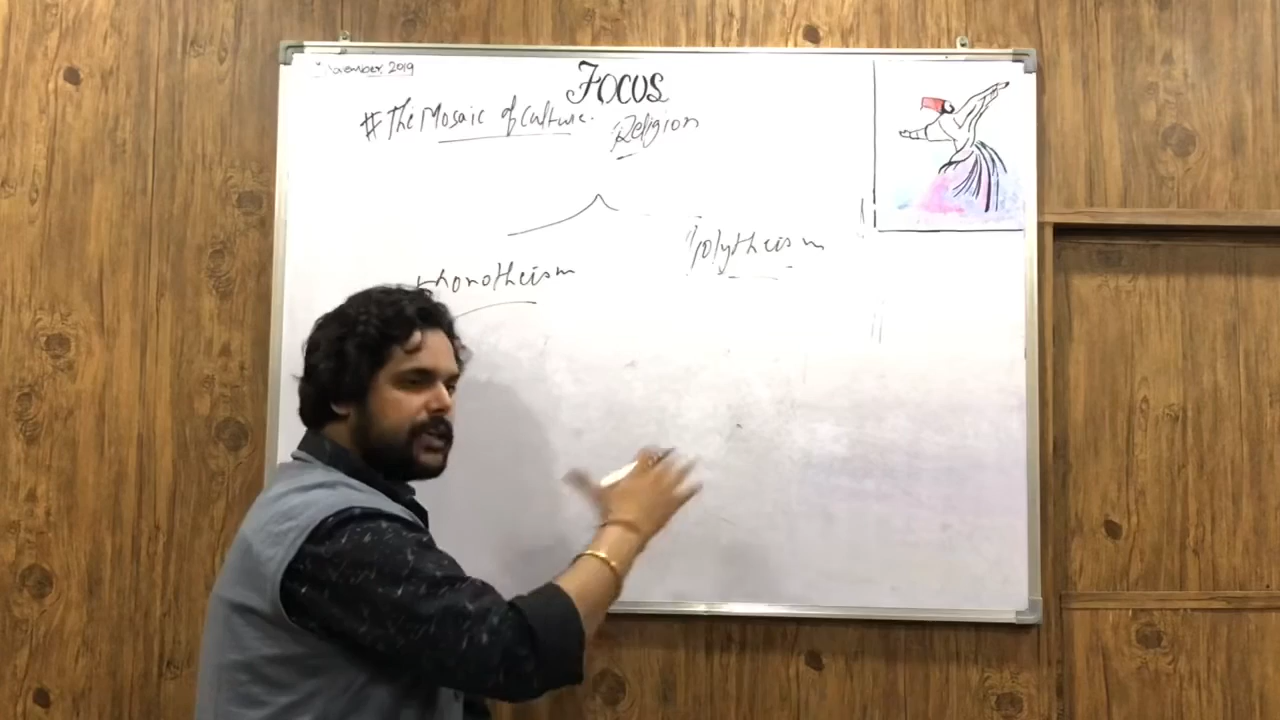 November, 2019
FOCUS
# The Mosaic of culture.
Religion
Polytheism
Monotheism